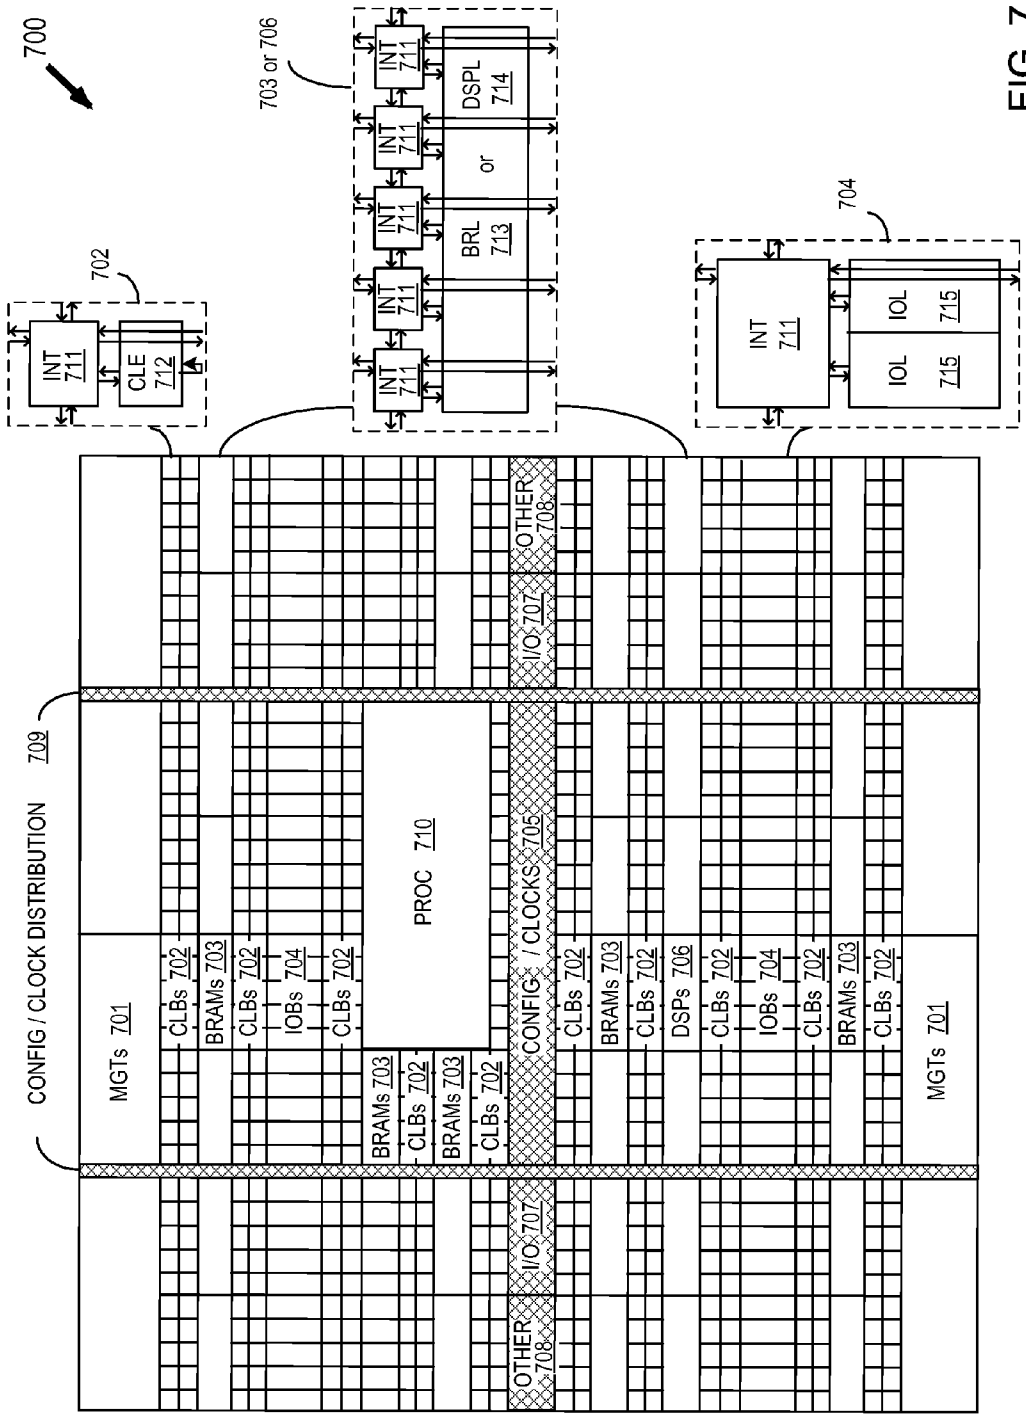 CONFIG / CLOCK DISTRIBUTION 709
700
MGTs 701
CLBs 702
BRAMs 703
CLBs 702
IOBs 704
CLBs 702
PROC 710
BRAMs 703
CLBs 702
BRAMs 703
CLBs 702
OTHER
708
I/O 707
CONFIG / CLOCKS 705
I/O 707
OTHER
708
CLBs 702
BRAMs 703
CLBs 702
DSPs 706
CLBs 702
IOBs 704
CLBs 702
BRAMs 703
CLBs 702
MGTs 701
702
INT
711
CLE
712
703 or 706
INT
711
INT
711
INT
711
INT
711
INT
711
BRL
713
or
DSPL
714
704
INT
711
IOL
715
IOL
715
FIG. 7